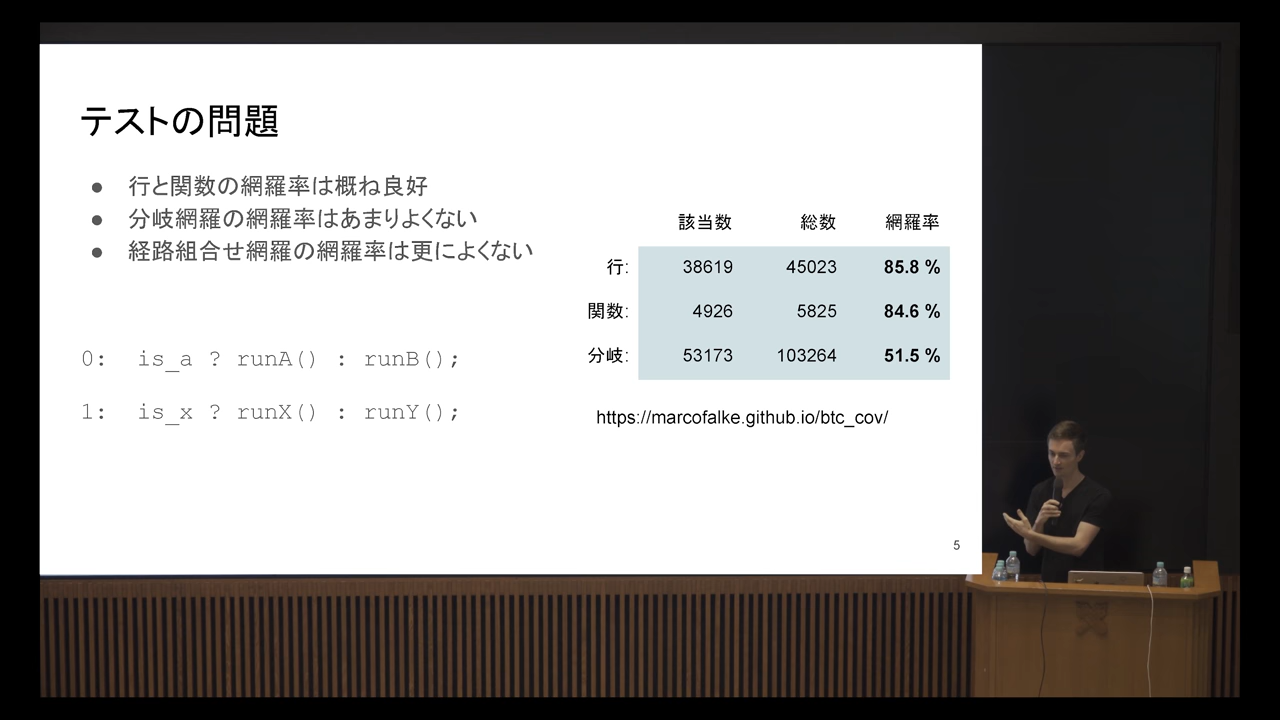 テストの問題
● 行と関数の網羅率は概ね良好
● 分岐網羅の網羅率はあまりよくない
● 経路組合せ網羅の網羅率は更によくない
0: is_a ? runA() : runB();
1: is_x ? runX() : runY();
該当数 総数 網羅率
行: 38619 45023 85.8 %
関数: 4926 5825 84.6 %
分岐: 53173 103264 51.5 %
https://marcofalke.github.io/btc_cov/
5